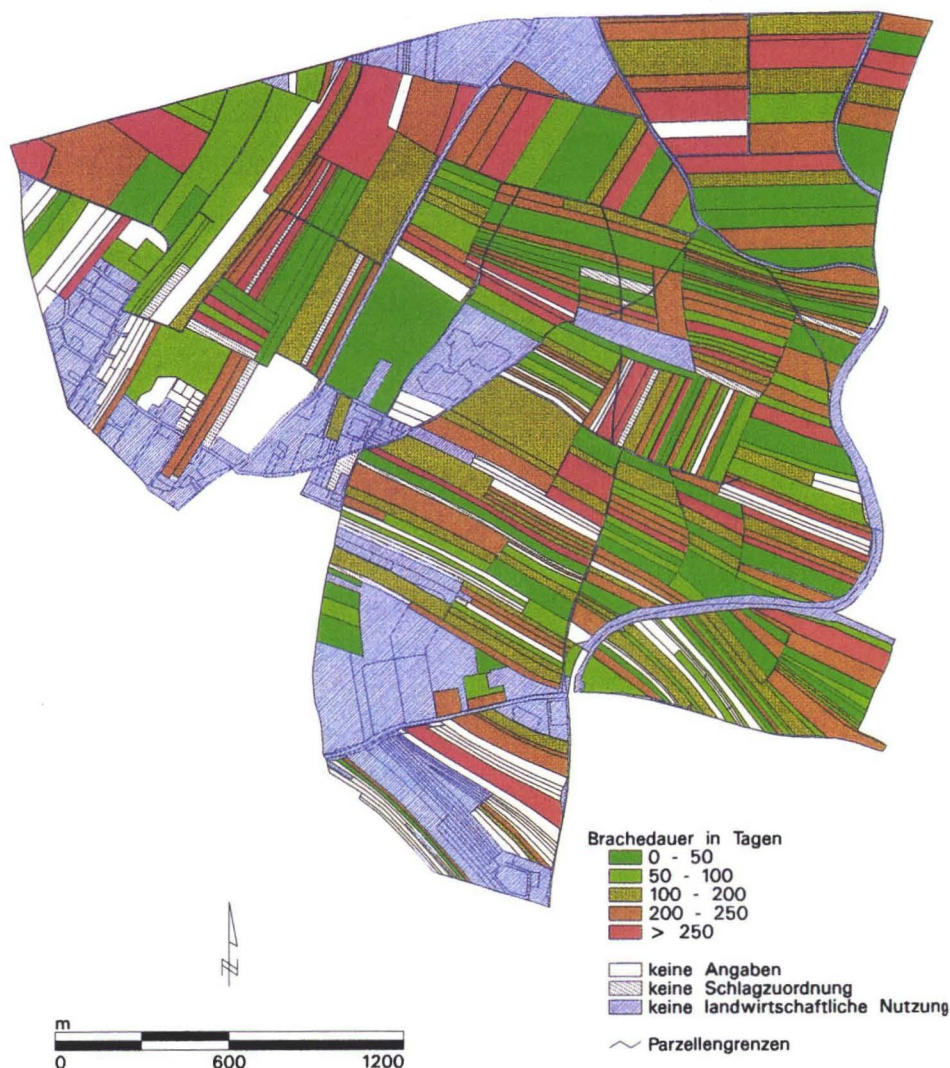 Brachedauer in Tagen
0 - 50
50 - 100
100 - 200
200 - 250
> 250
keine Angaben
keine Schlagzuordnung
keine landwirtschaftliche Nutzung
Parzellengrenzen
N
m
0 600 1200